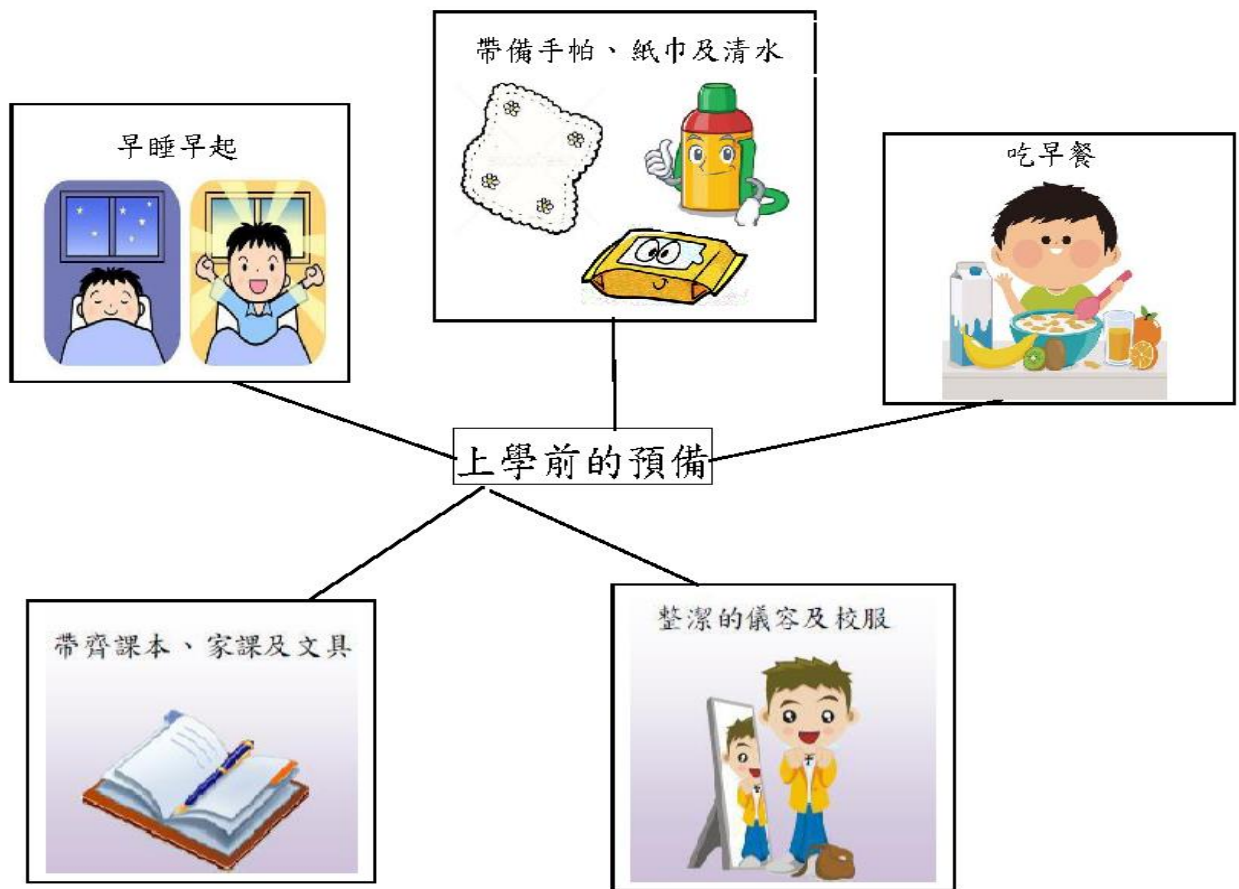 帶備手帕、紙巾及清水
早睡早起
吃早餐
上學前的預備
帶齊課本、家課及文具
整潔的儀容及校服